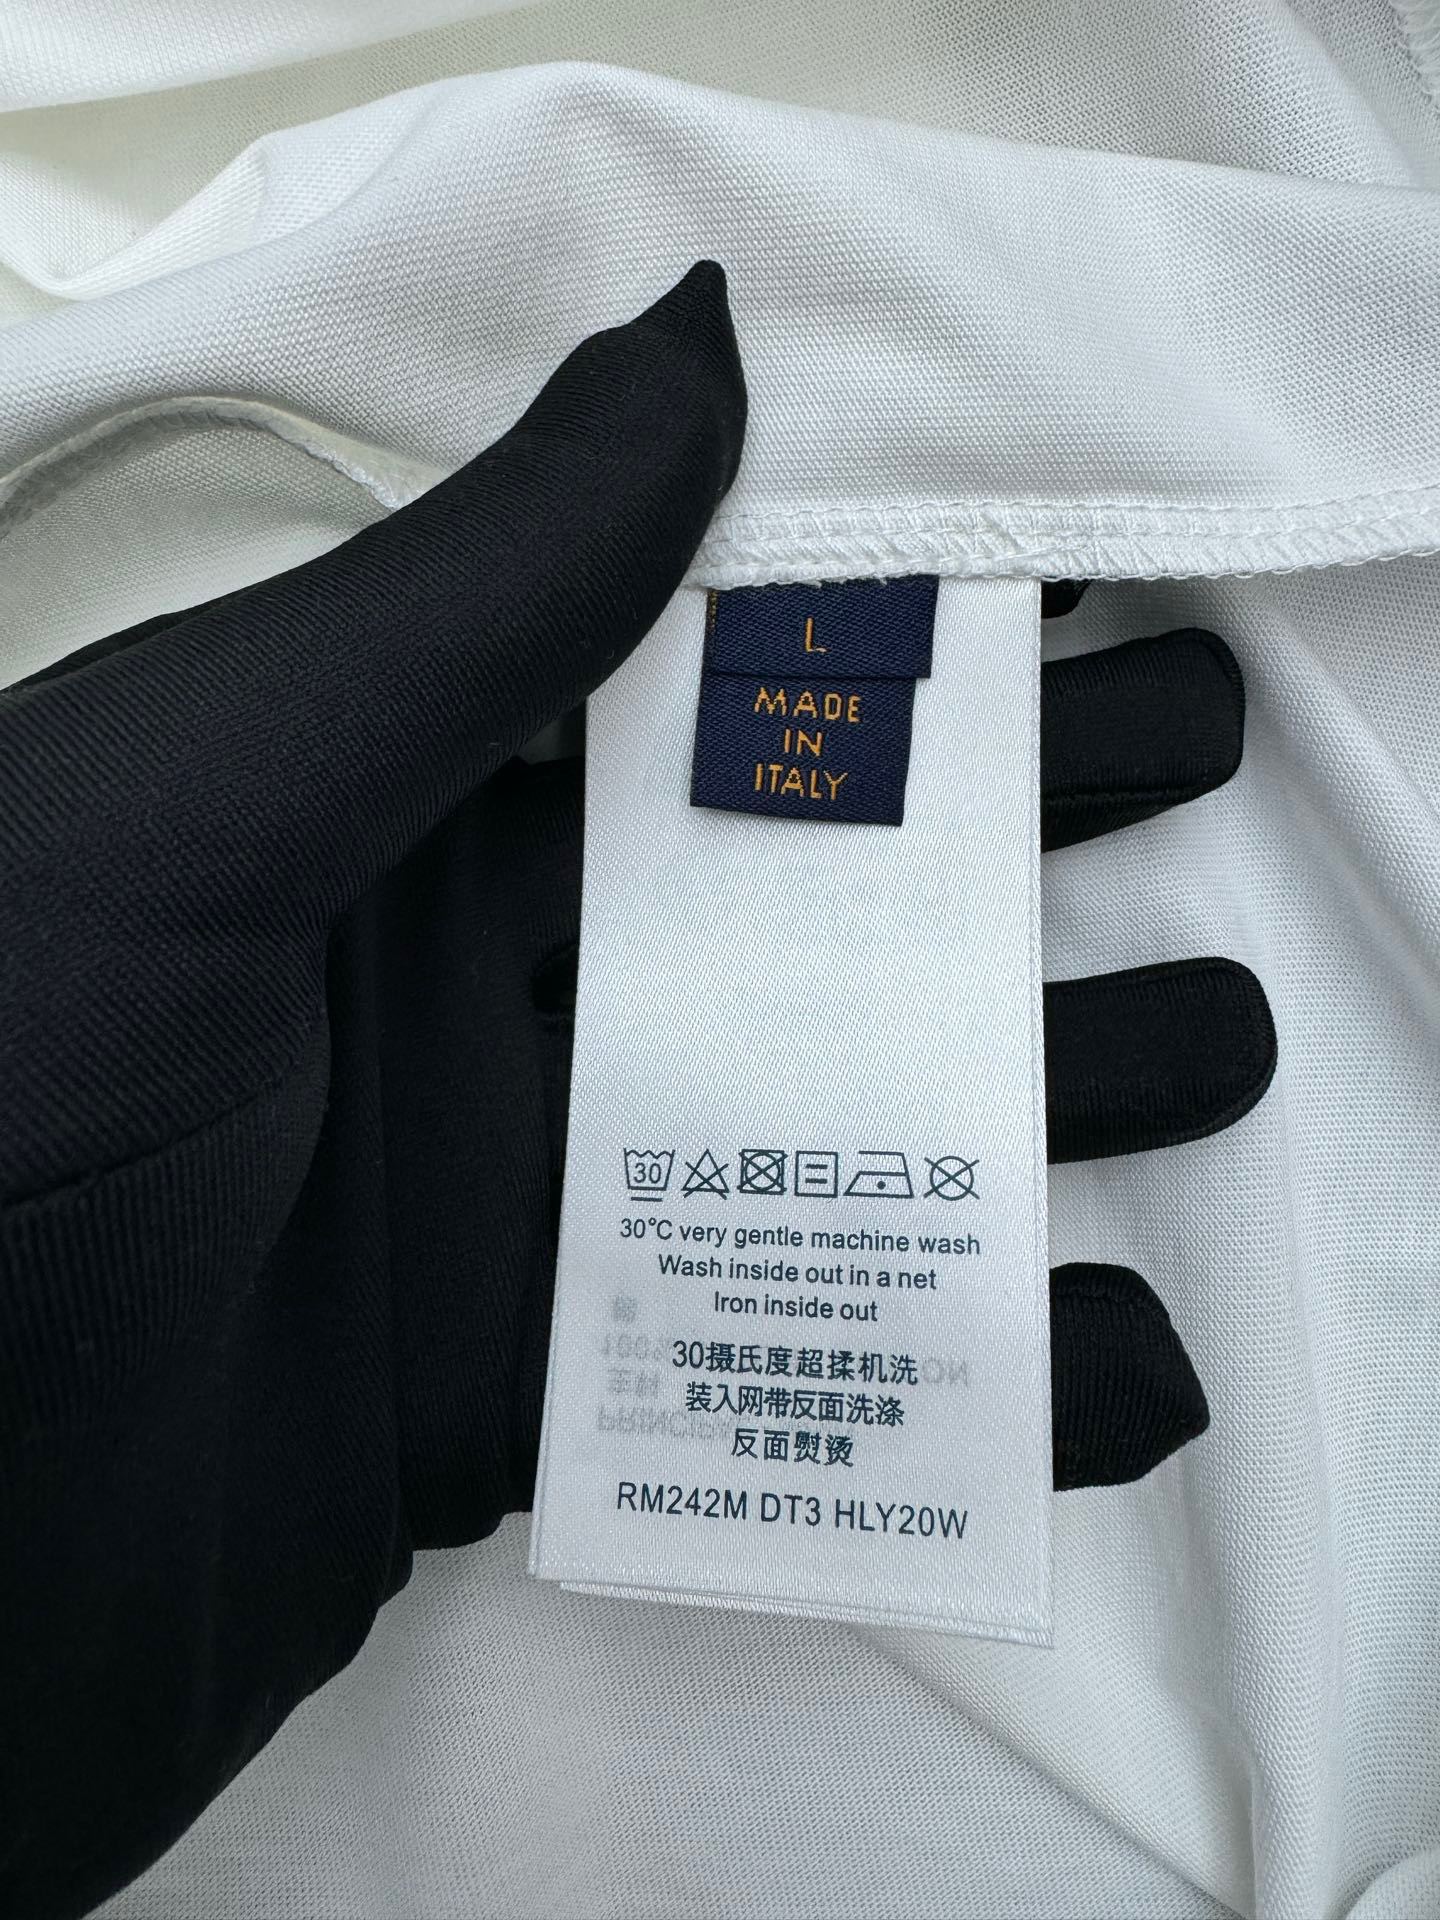 L
MADE
IN
ITALY
30
30°C very gentle machine wash
Wash inside out in a net
Iron inside out
30摄氏度超揉机洗
装入网带反面洗涤
反面熨烫
RM242M DT3 HLY20W